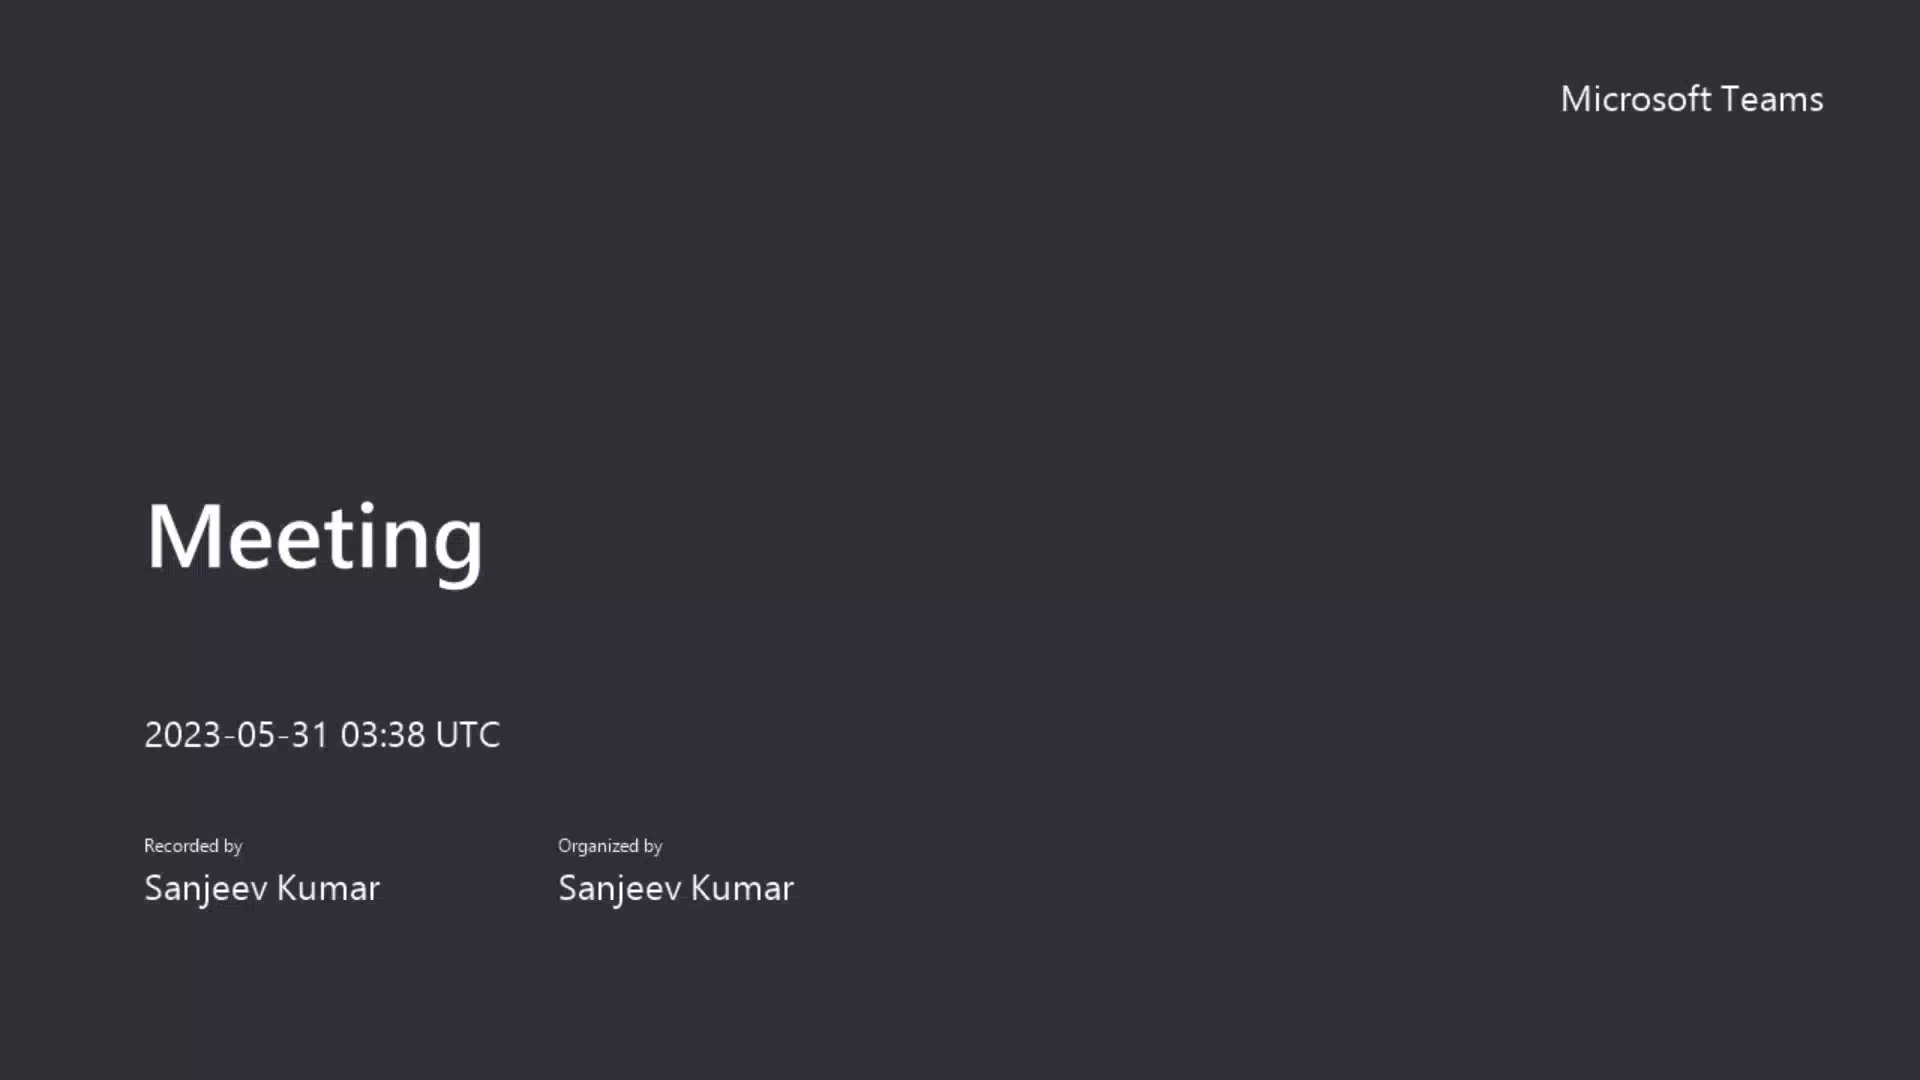 Microsoft Teams
Meeting
2023-05-31 03:38 UTC
Recorded by
Sanjeev Kumar
Organized by
Sanjeev Kumar